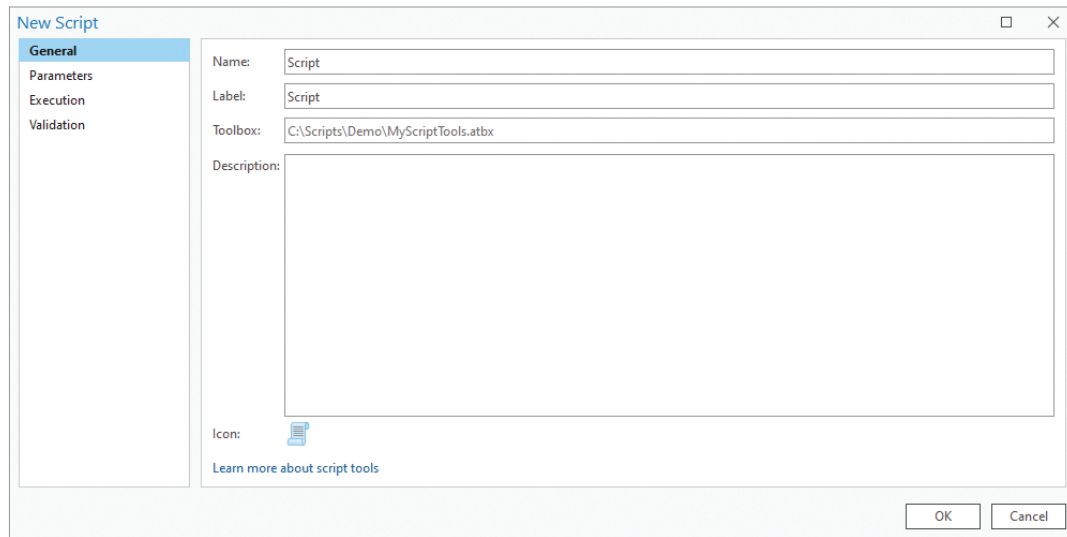 New Script
General
Parameters
Execution
Validation
Name: Script
Label: Script
Toolbox: C:\Scripts\Demo\MyScriptTools.atbx
Description:
Icon:
Learn more about script tools
OK Cancel